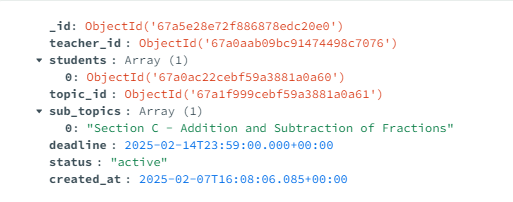 _id: ObjectId('67a5e28e72f886878edc20e0')
teacher_id : ObjectId('67a0aab09bc91474498c7076')
students : Array (1)
0: ObjectId('67a0ac22cebf59a3881a0a60')
topic_id : ObjectId('67a1f999cebf59a3881a0a61')
sub_topics : Array (1)
0: "Section C - Addition and Subtraction of Fractions"
deadline : 2025-02-14T23:59:00.000+00:00
status : "active"
created_at : 2025-02-07T16:08:06.085+00:00